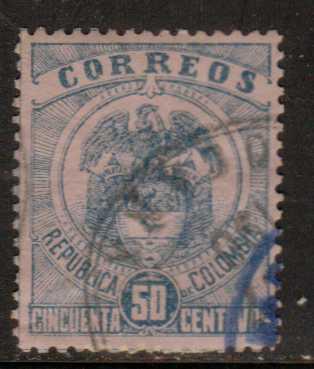 CORREOS
REPUBLICA DE COLOMBIA
50
CINCUENTA CENTAVOS